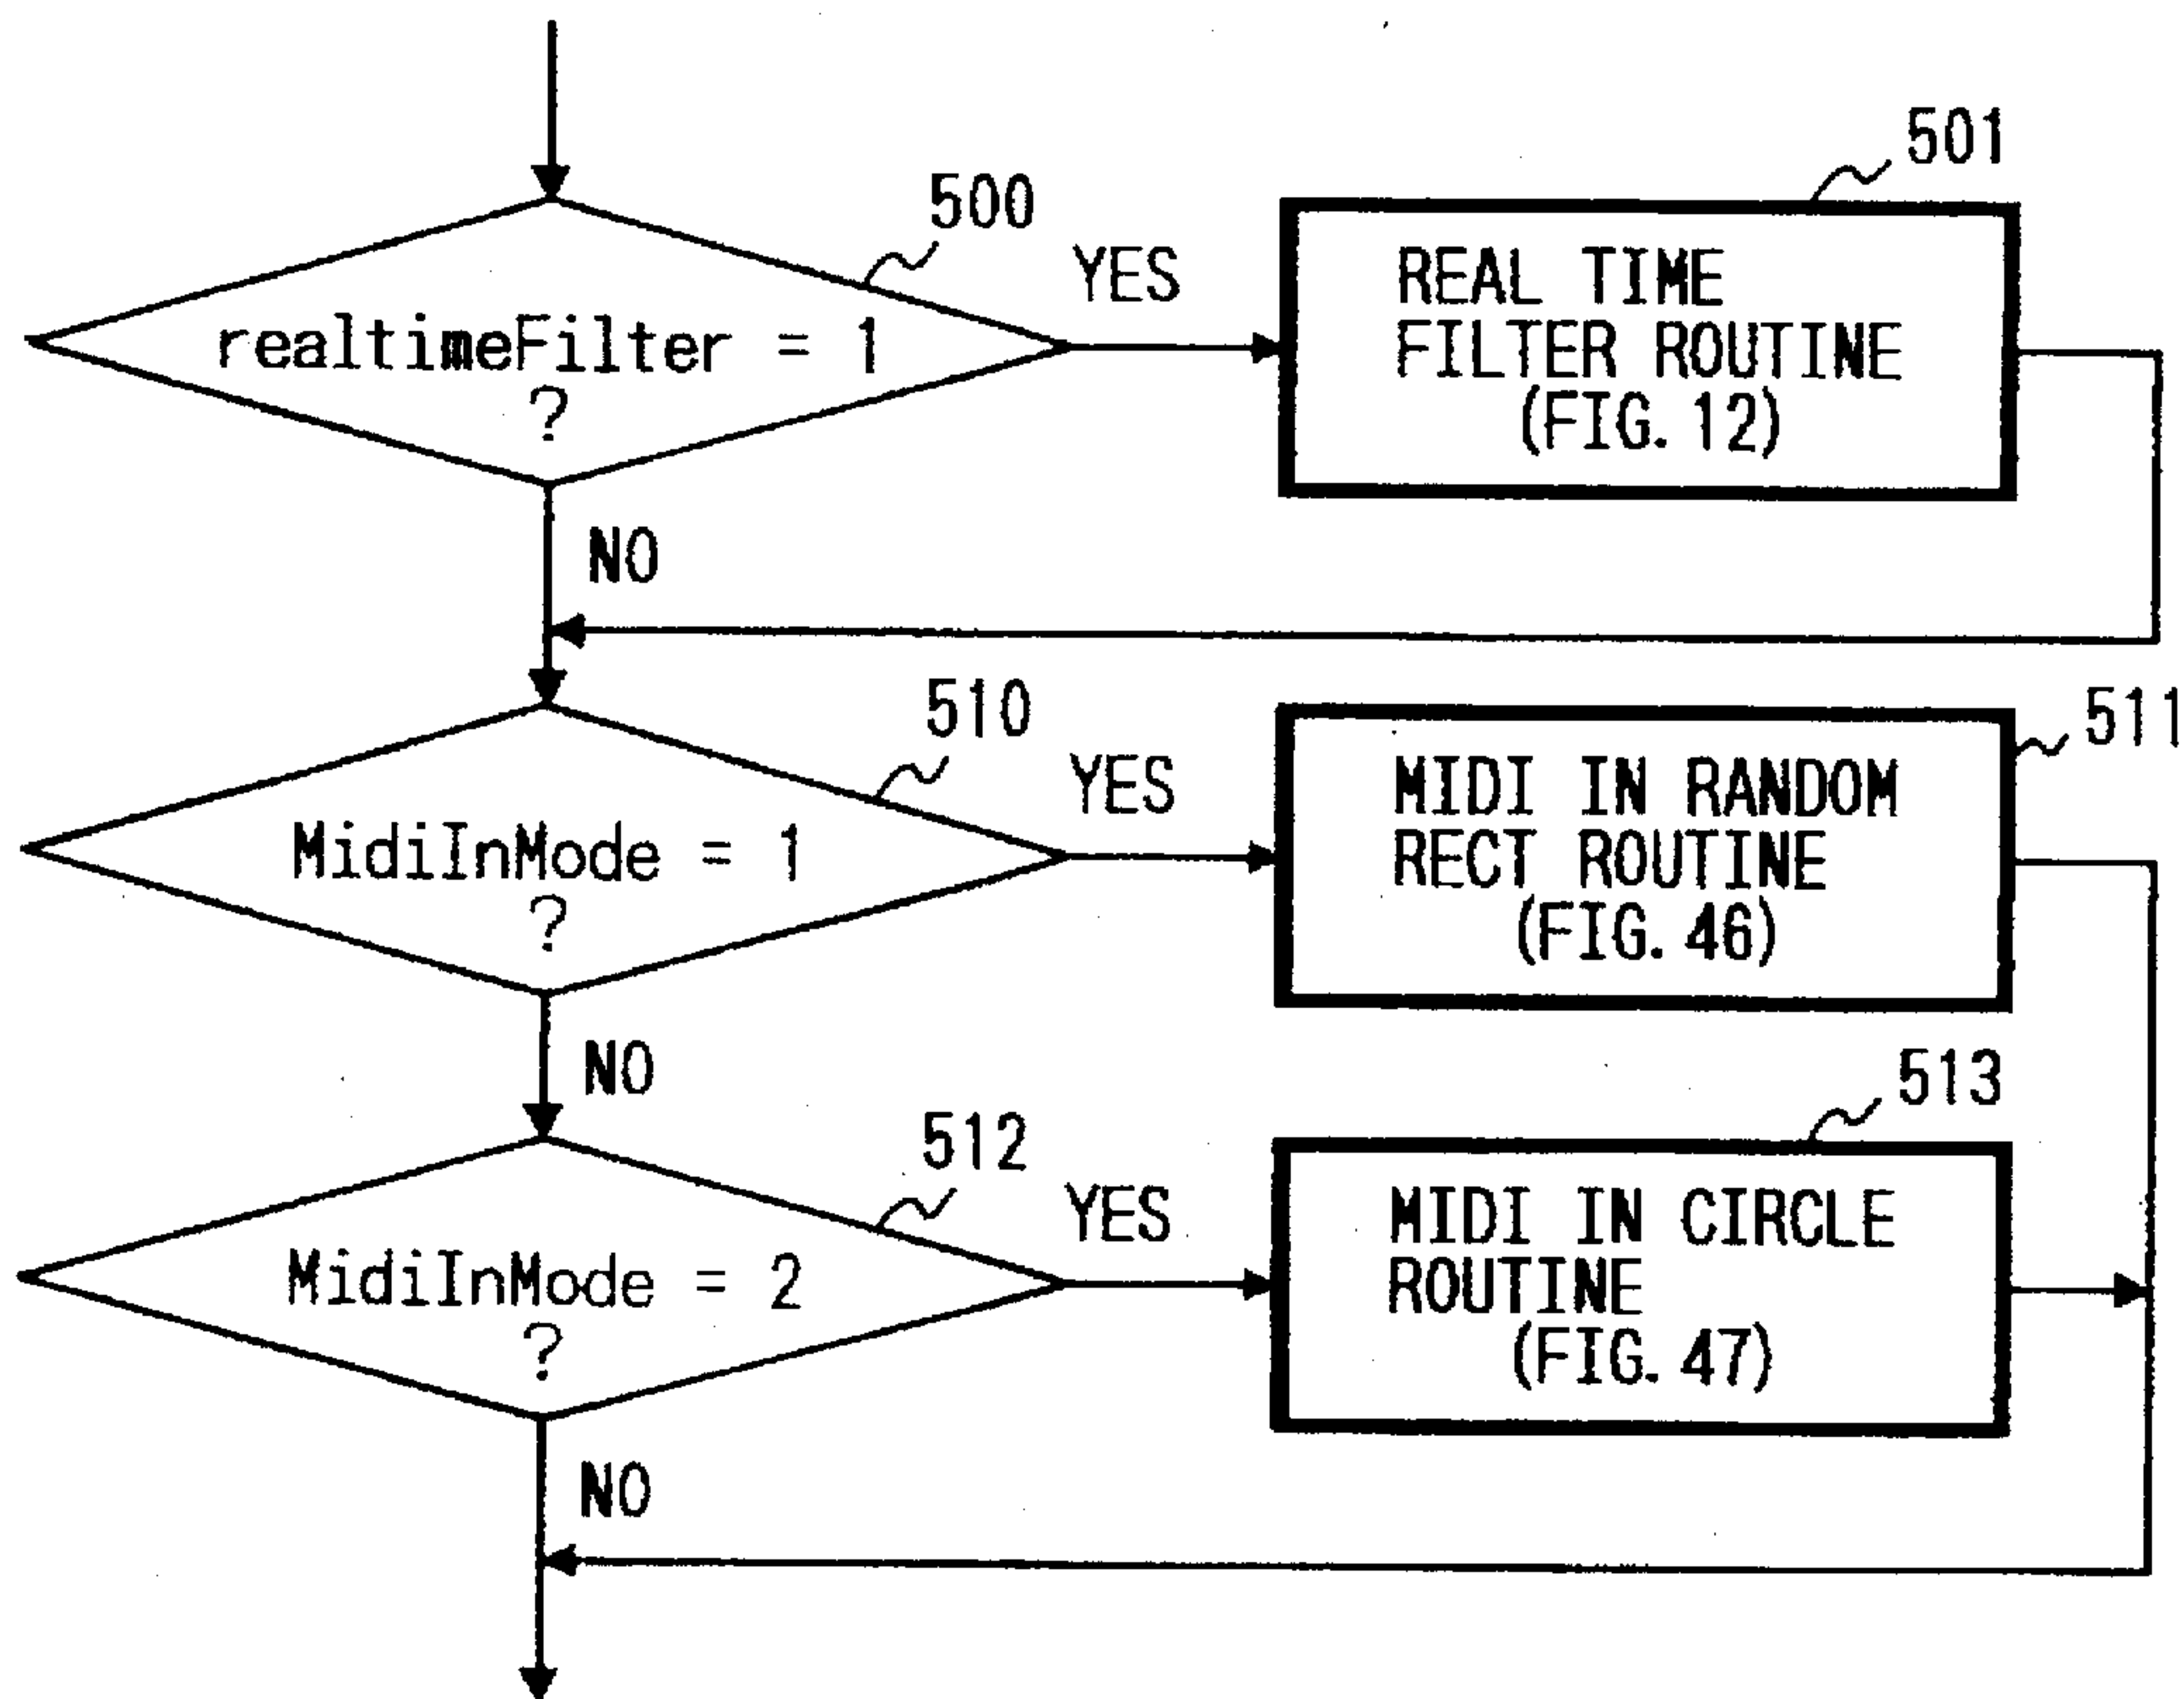 501
500
YES
REAL TIME
FILTER ROUTINE
(FIG. 12)
realtimeFilter = 1
?
NO
510
511
YES
MIDI IN RANDOM
RECT ROUTINE
(FIG. 46)
MidiInMode = 1
?
NO
513
512
YES
MIDI IN CIRCLE
ROUTINE
(FIG. 47)
MidiInMode = 2
?
NO